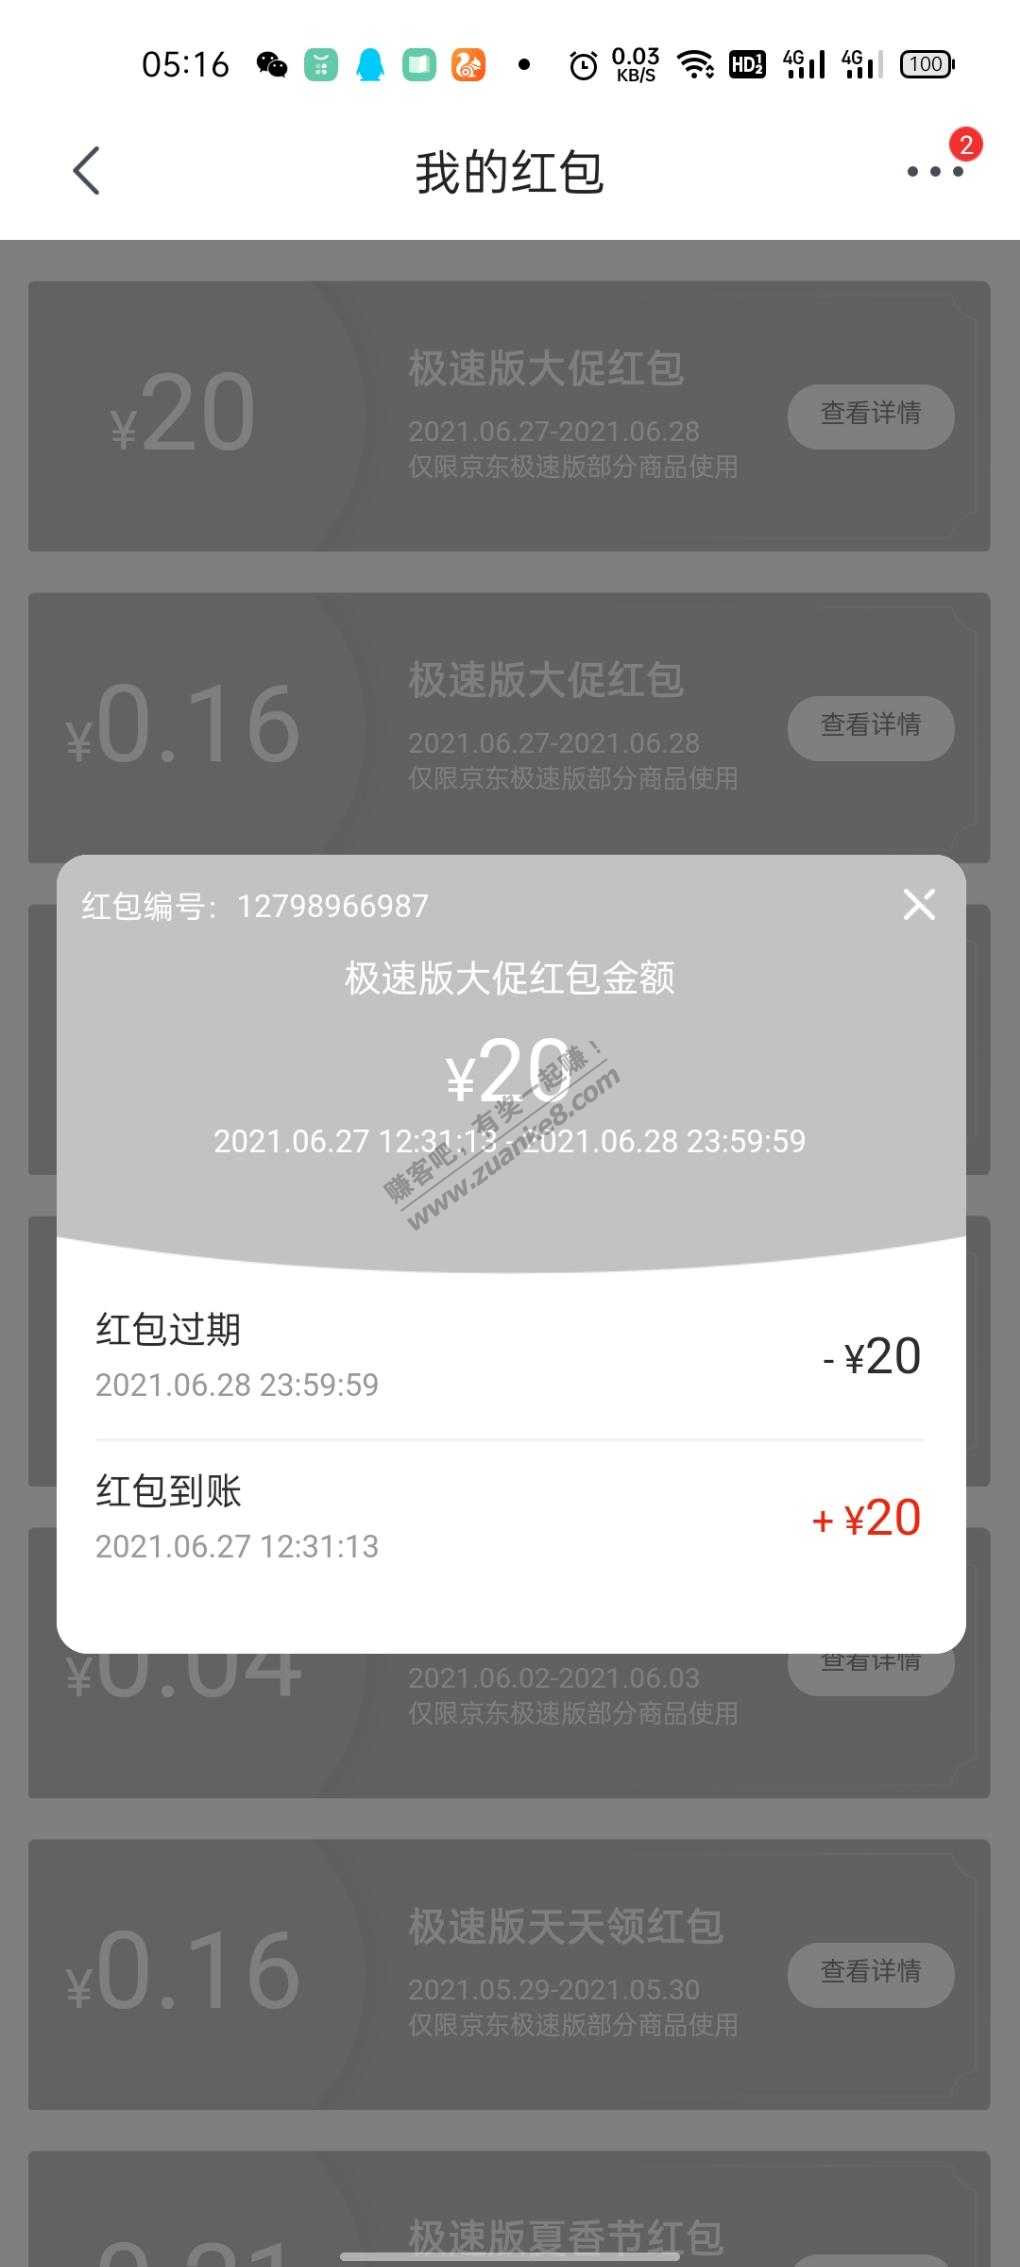 05:16
0.03
KB/S
HD
4G
4G
100
我的红包
2
¥20
极速版大促红包
2021.06.27-2021.06.28
仅限京东极速版部分商品使用
查看详情
¥0.16
极速版大促红包
2021.06.27-2021.06.28
仅限京东极速版部分商品使用
查看详情
红包编号：12798966987
极速版大促红包金额
¥20
2021.06.27 12:31:13 - 2021.06.28 23:59:59
赚客吧，有奖一起赚！
www.zuanke8.com
红包过期
2021.06.28 23:59:59
- ¥20
红包到账
2021.06.27 12:31:13
+ ¥20
¥0.04
2021.06.02-2021.06.03
仅限京东极速版部分商品使用
查看详情
¥0.16
极速版天天领红包
2021.05.29-2021.05.30
仅限京东极速版部分商品使用
查看详情
极速版夏香节红包
0.21